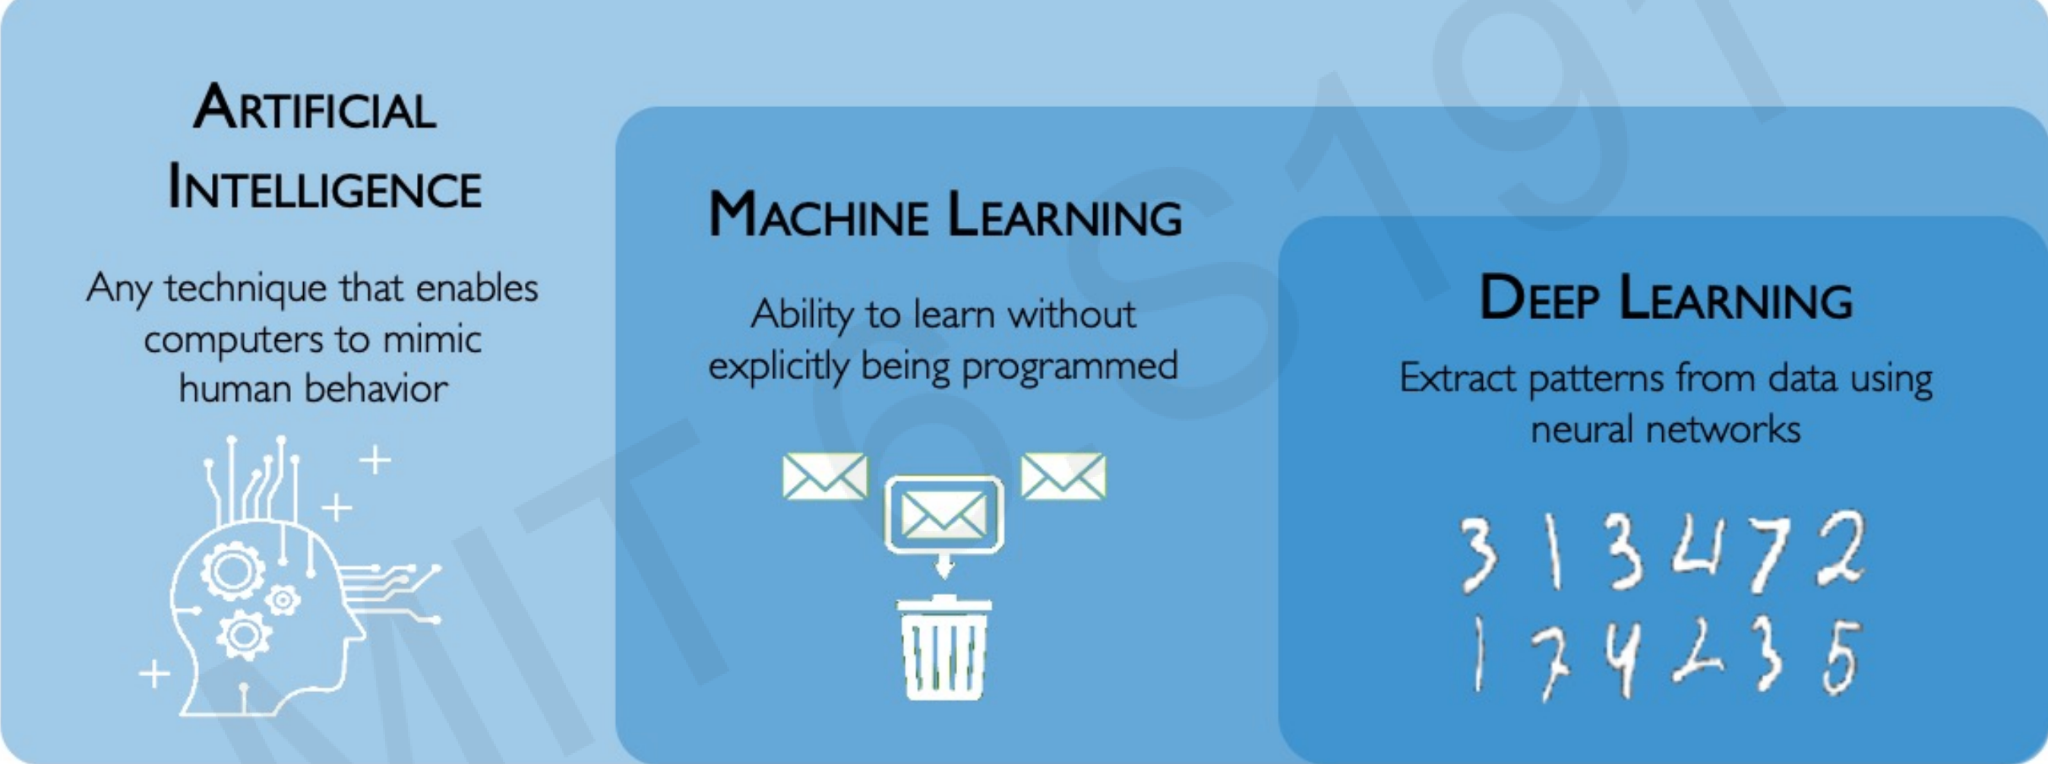 ARTIFICIAL
INTELLIGENCE
Any technique that enables
computers to mimic
human behavior
MACHINE LEARNING
Ability to learn without
explicitly being programmed
DEEP LEARNING
Extract patterns from data using
neural networks
3 1 3 4 7 2
1 7 4 2 3 5
MIT 6.S191